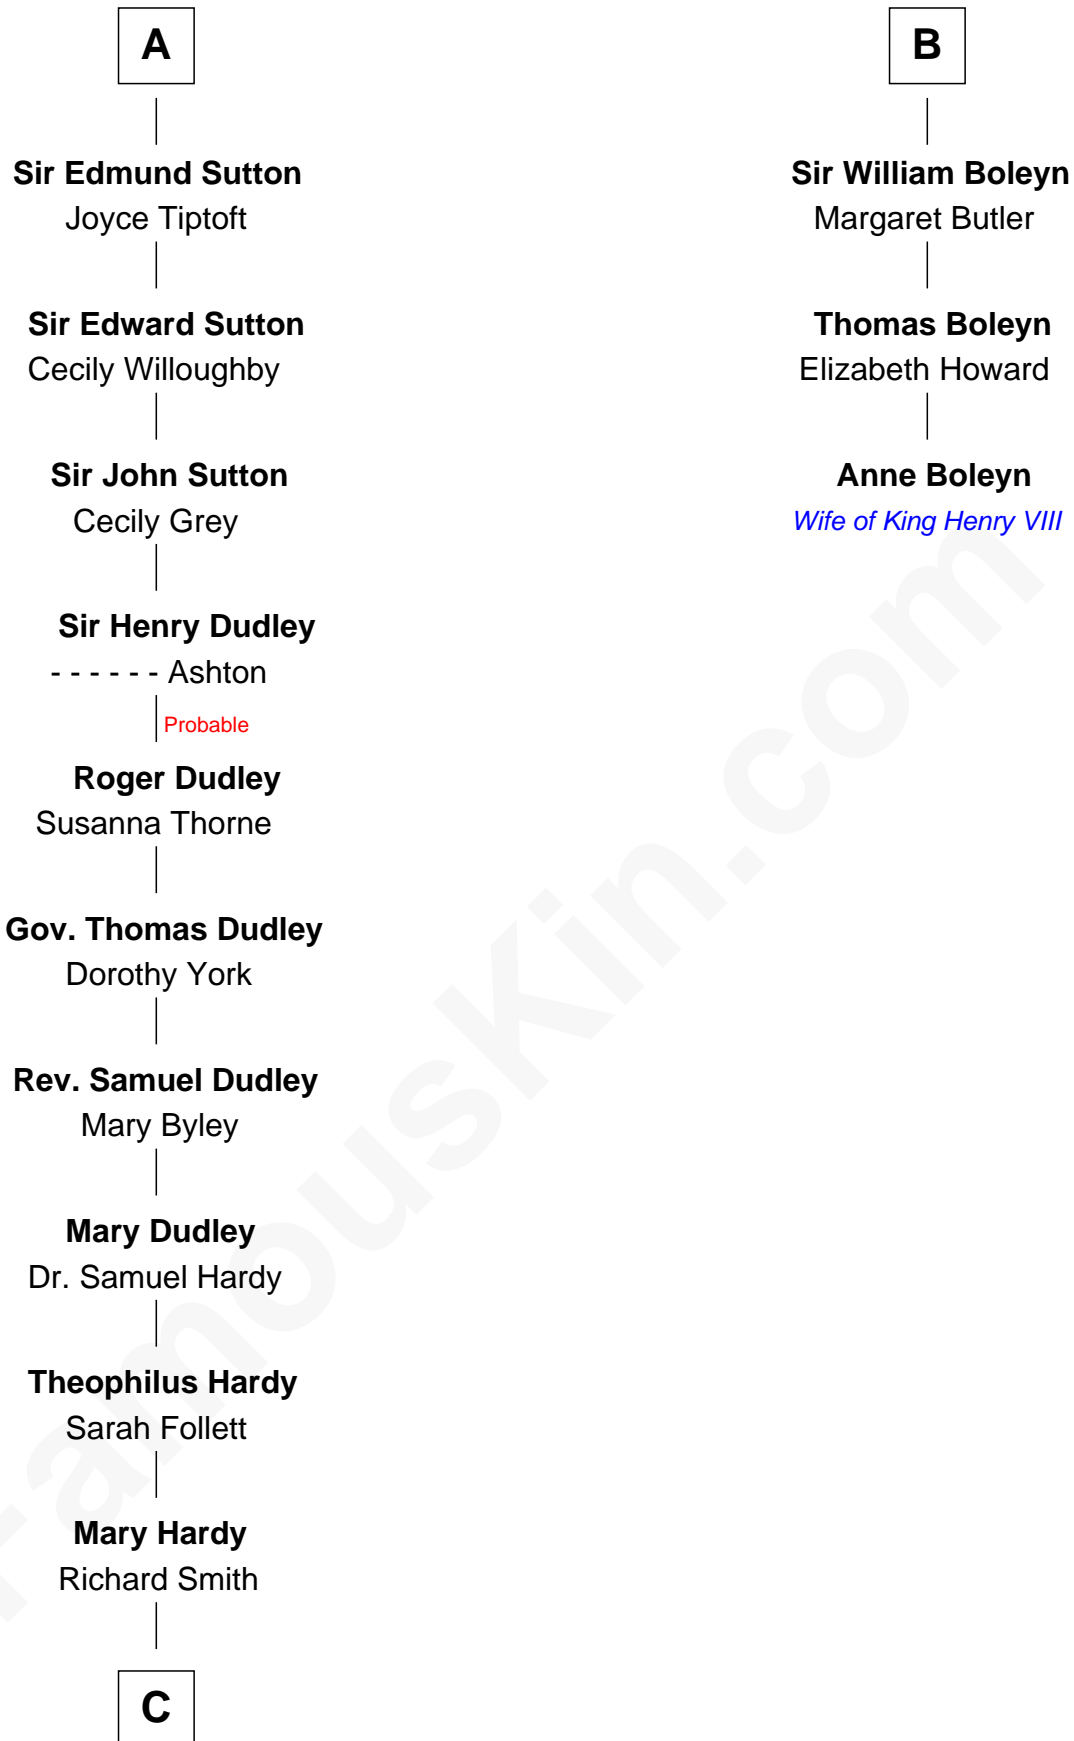 A
Sir Edmund Sutton
Joyce Tiptoft
Sir Edward Sutton
Cecily Willoughby
Sir John Sutton
Cecily Grey
Sir Henry Dudley
- - - - - - Ashton
Probable
Roger Dudley
Susanna Thorne
Gov. Thomas Dudley
Dorothy York
Rev. Samuel Dudley
Mary Byley
Mary Dudley
Dr. Samuel Hardy
Theophilus Hardy
Sarah Follett
Mary Hardy
Richard Smith
C
B
Sir William Boleyn
Margaret Butler
Thomas Boleyn
Elizabeth Howard
Anne Boleyn
Wife of King Henry VIII
FamousKin.com